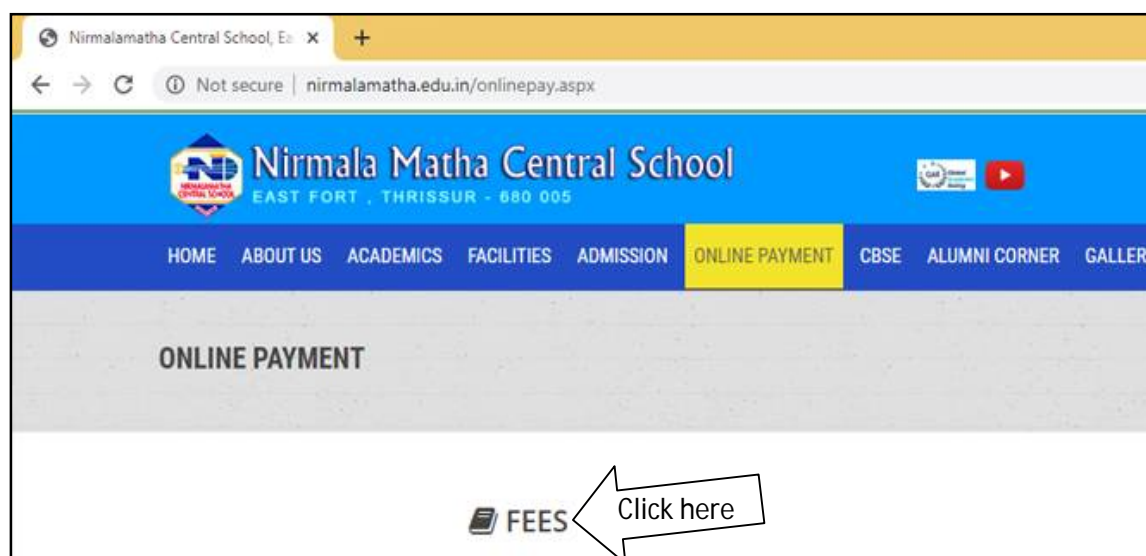 Nirmalamatha Central School, Ea
Not secure | nirmalamatha.edu.in/onlinepay.aspx
Nirmala Matha Central School
EAST FORT , THRISSUR - 680 005
HOME ABOUT US ACADEMICS FACILITIES ADMISSION ONLINE PAYMENT CBSE ALUMNI CORNER GALLER
ONLINE PAYMENT
FEES
Click here